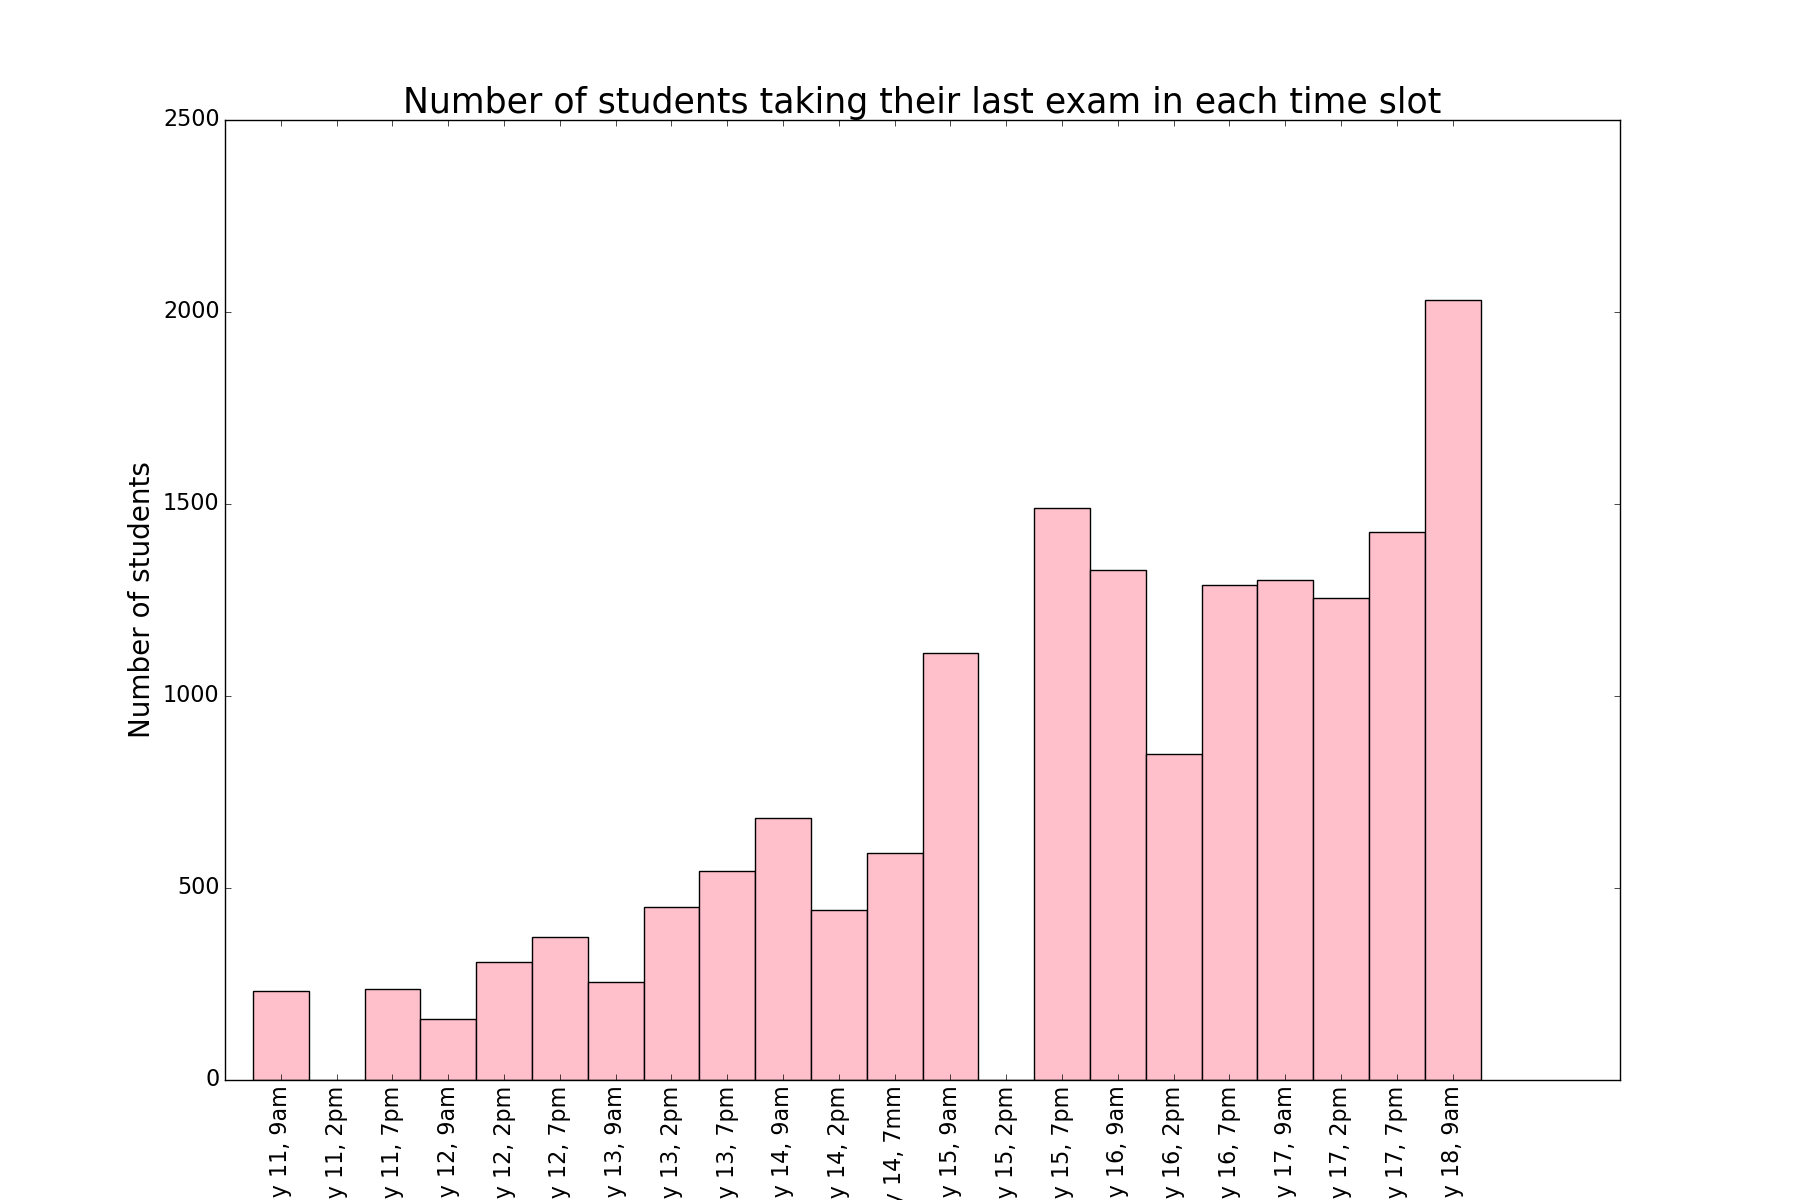 Number of students taking their last exam in each time slot
2500
2000
1500
1000
500
0
Number of students
y 11, 9am
y 11, 2pm
y 11, 7pm
y 12, 9am
y 12, 2pm
y 12, 7pm
y 13, 9am
y 13, 2pm
y 13, 7pm
y 14, 9am
y 14, 2pm
y 14, 7mm
y 15, 9am
y 15, 2pm
y 15, 7pm
y 16, 9am
y 16, 2pm
y 16, 7pm
y 17, 9am
y 17, 2pm
y 17, 7pm
y 18, 9am